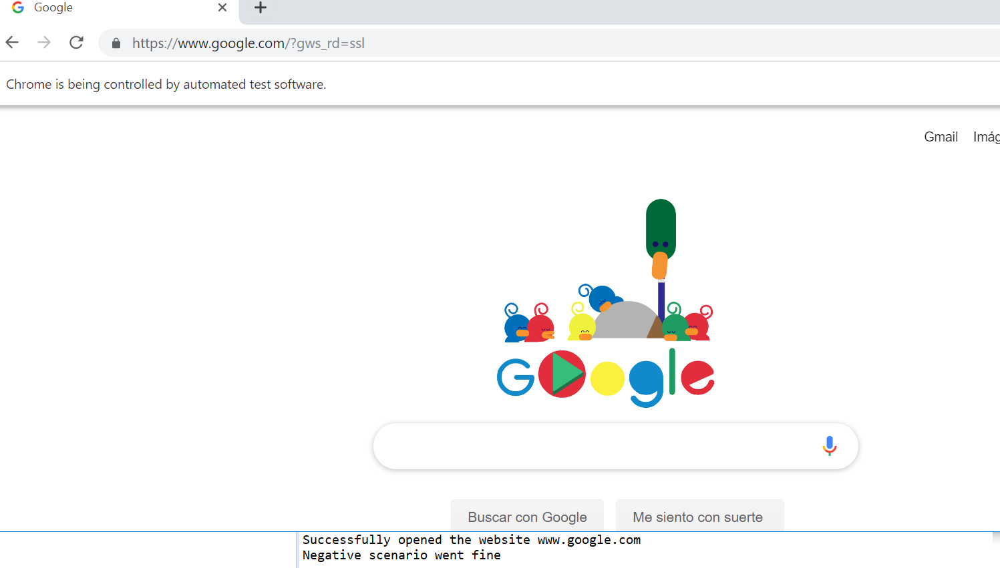 Google
https://www.google.com/?gws_rd=ssl
Chrome is being controlled by automated test software.
Gmail Imág
Google
Buscar con Google Me siento con suerte
Successfully opened the website www.google.com
Negative scenario went fine